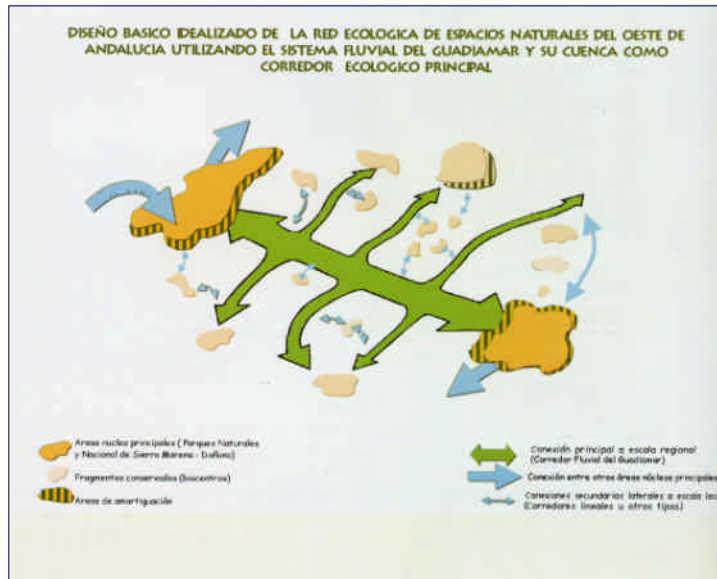 DISEÑO BASICO IDEALIZADO DE LA RED ECOLOGICA DE ESPACIOS NATURALES DEL OESTE DE
ANDALUCIA UTILIZANDO EL SISTEMA FLUVIAL DEL GUADIAMAR Y SU CUENCA COMO
CORREDOR ECOLOGICO PRINCIPAL
Areas núcleo principales ( Parques Naturales
y Nacional de Sierra Morena - Doñana)
Fragmentos conservados (biocentros)
Areas de amortiguación
Conexión principal a escala regional
(Corredor Fluvial del Guadiamar)
Conexión entre otras áreas núcleos principales
Conexiones secundarias laterales a escala loc
(Corredores lineales u otros tipos)